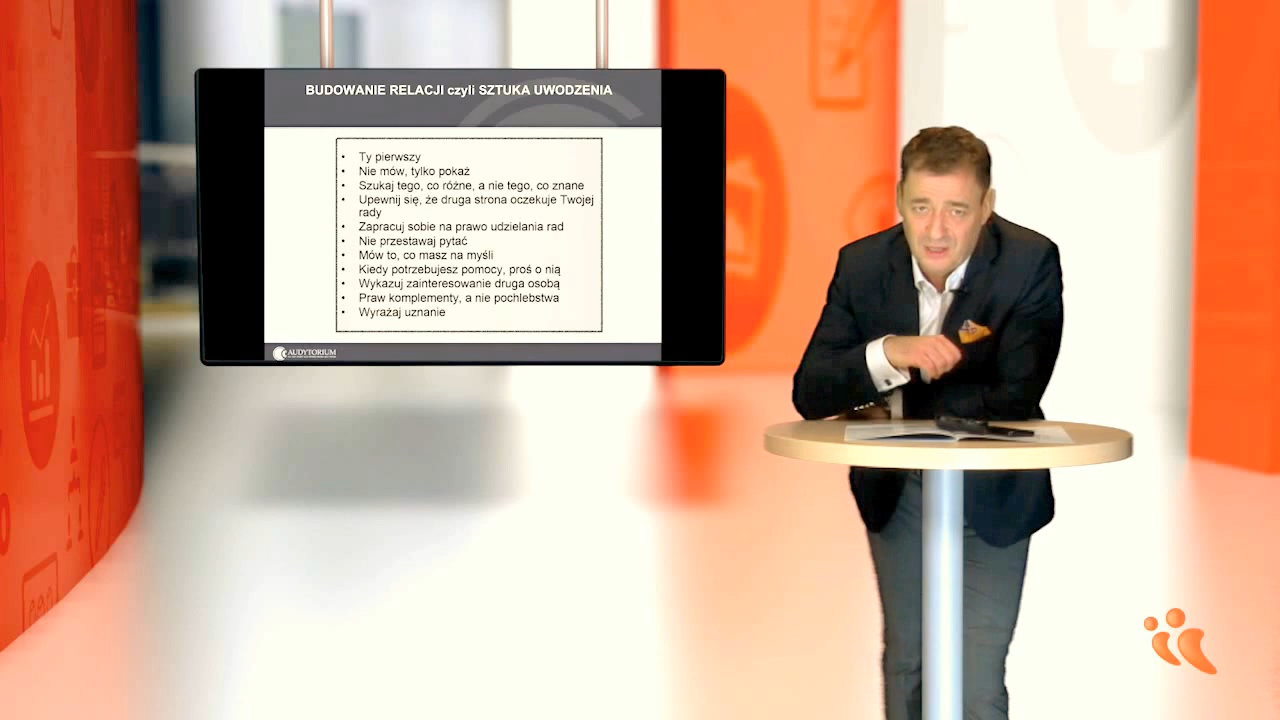 BUDOWANIE RELACJI czyli SZTUKA UWODZENIA
• Ty pierwszy
• Nie mów, tylko pokaż
• Szukaj tego, co różne, a nie tego, co znane
• Upewnij się, że druga strona oczekuje Twojej
rady
• Zapracuj sobie na prawo udzielania rad
• Nie przestawaj pytać
• Mów to, co masz na myśli
• Kiedy potrzebujesz pomocy, proś o nią
• Wykazuj zainteresowanie druga osobą
• Praw komplementy, a nie pochlebstwa
• Wyrażaj uznanie
AUDYTORIUM